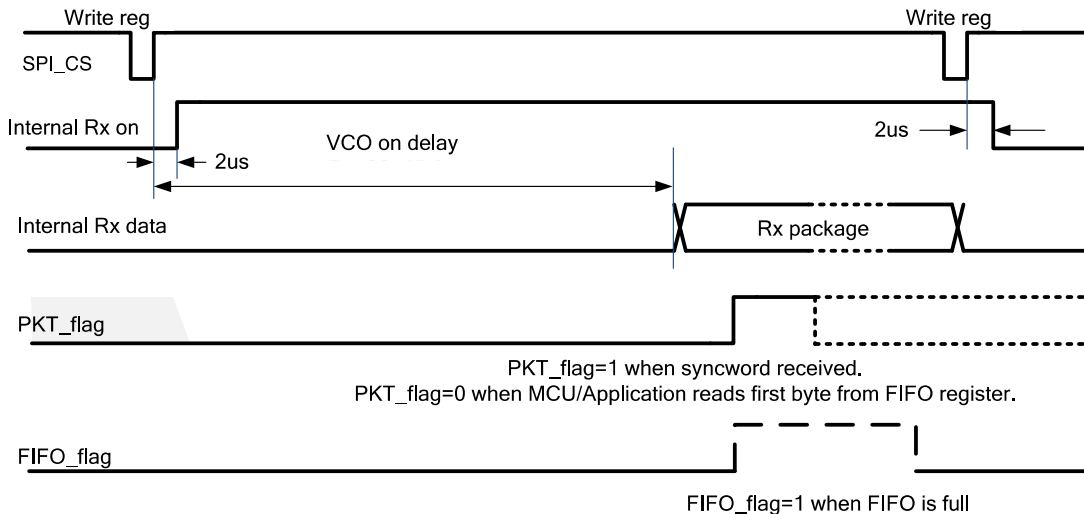 Write reg
Write reg
SPI_CS
Internal Rx on
2us
VCO on delay
2us
Internal Rx data
Rx package
PKT_flag
PKT_flag=1 when syncword received.
PKT_flag=0 when MCU/Application reads first byte from FIFO register.
FIFO_flag
FIFO_flag=1 when FIFO is full